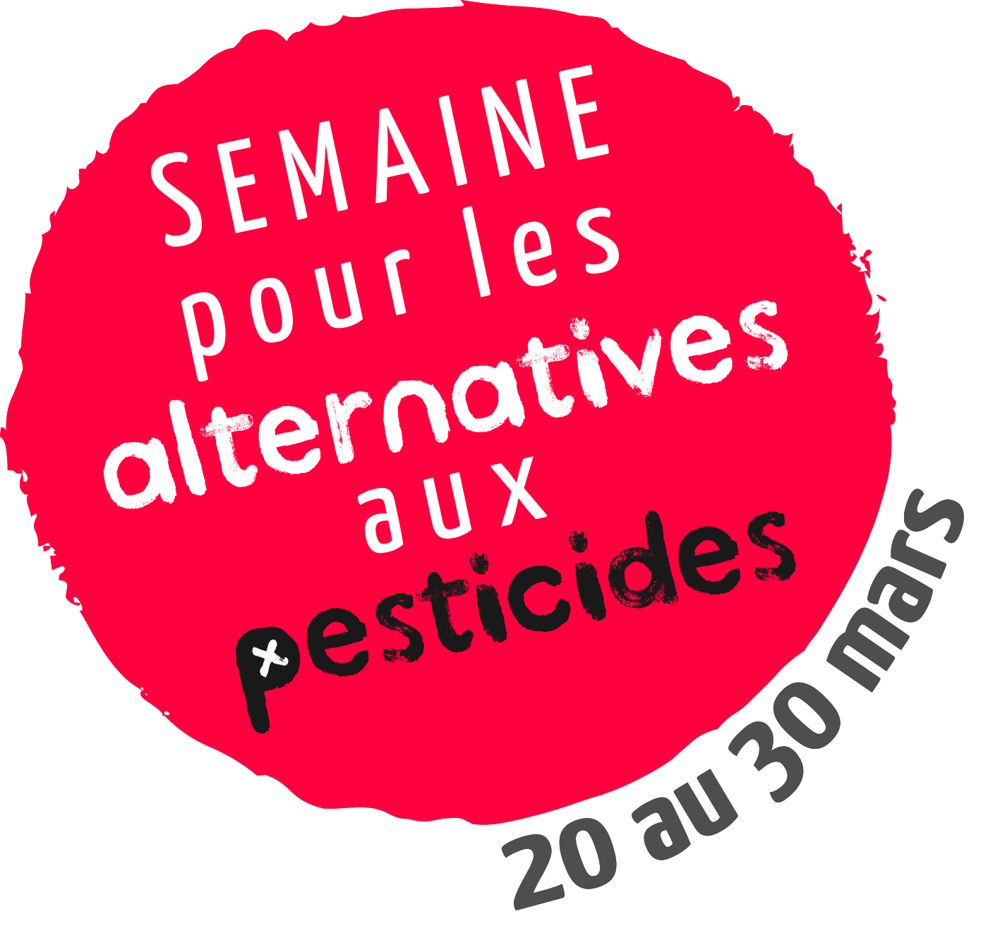 SEMAINE
pour les
alternatives
aux
pesticides
20 au 30 mars